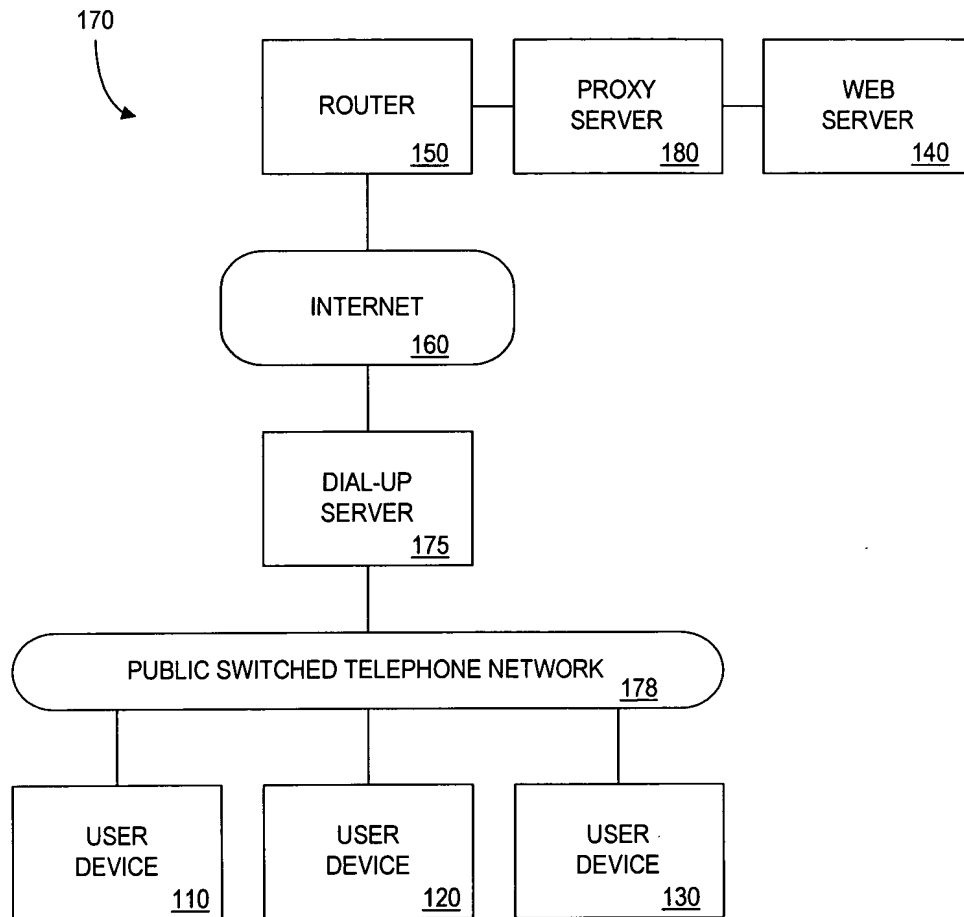 170
ROUTER
150
PROXY
SERVER
180
WEB
SERVER
140
INTERNET
160
DIAL-UP
SERVER
175
PUBLIC SWITCHED TELEPHONE NETWORK
178
USER
DEVICE
110
USER
DEVICE
120
USER
DEVICE
130